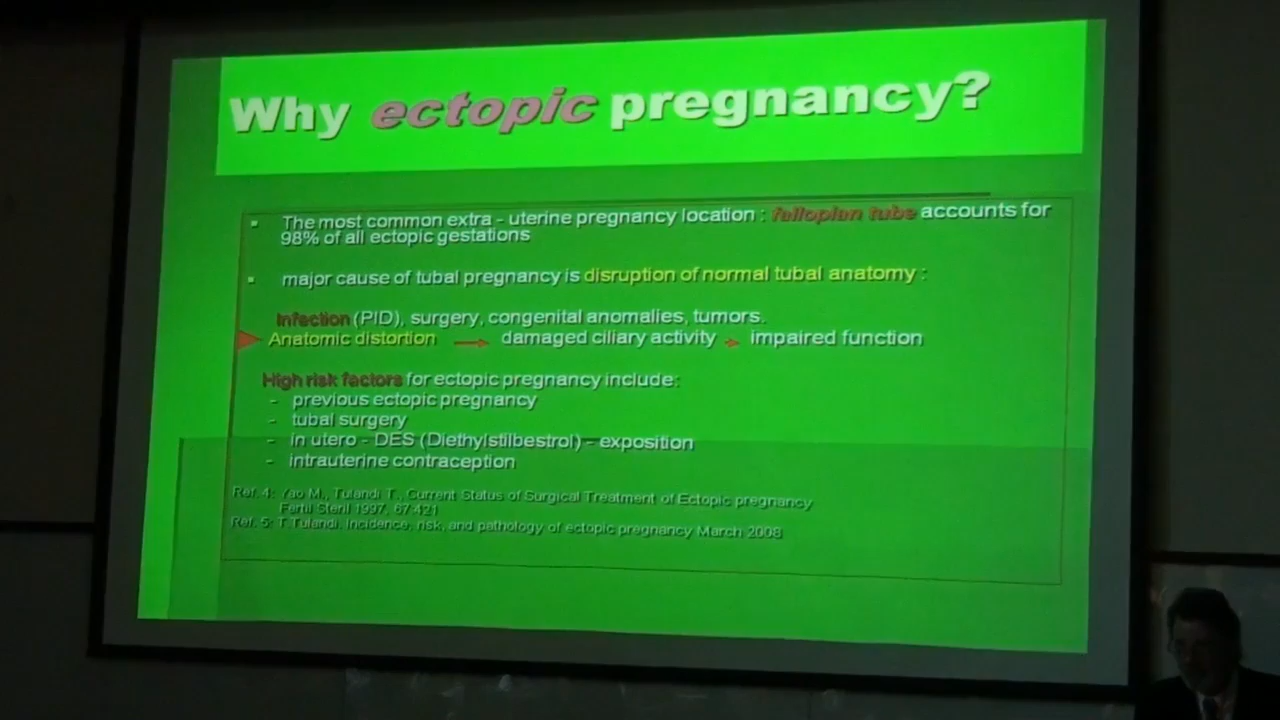 Why ectopic pregnancy?
▪ The most common extra - uterine pregnancy location : fallopian tube accounts for
98% of all ectopic gestations
▪ major cause of tubal pregnancy is disruption of normal tubal anatomy :
Infection (PID), surgery, congenital anomalies, tumors.
Anatomic distortion → damaged ciliary activity → impaired function
High risk factors for ectopic pregnancy include:
- previous ectopic pregnancy
- tubal surgery
- in utero - DES (Diethylstilbestrol) - exposition
- intrauterine contraception
Ref. 4: Yao M., Tulandi T., Current Status of Surgical Treatment of Ectopic pregnancy
Fertil Steril 1997, 67:421
Ref. 5: T. Tulandi. Incidence, risk, and pathology of ectopic pregnancy March 2008